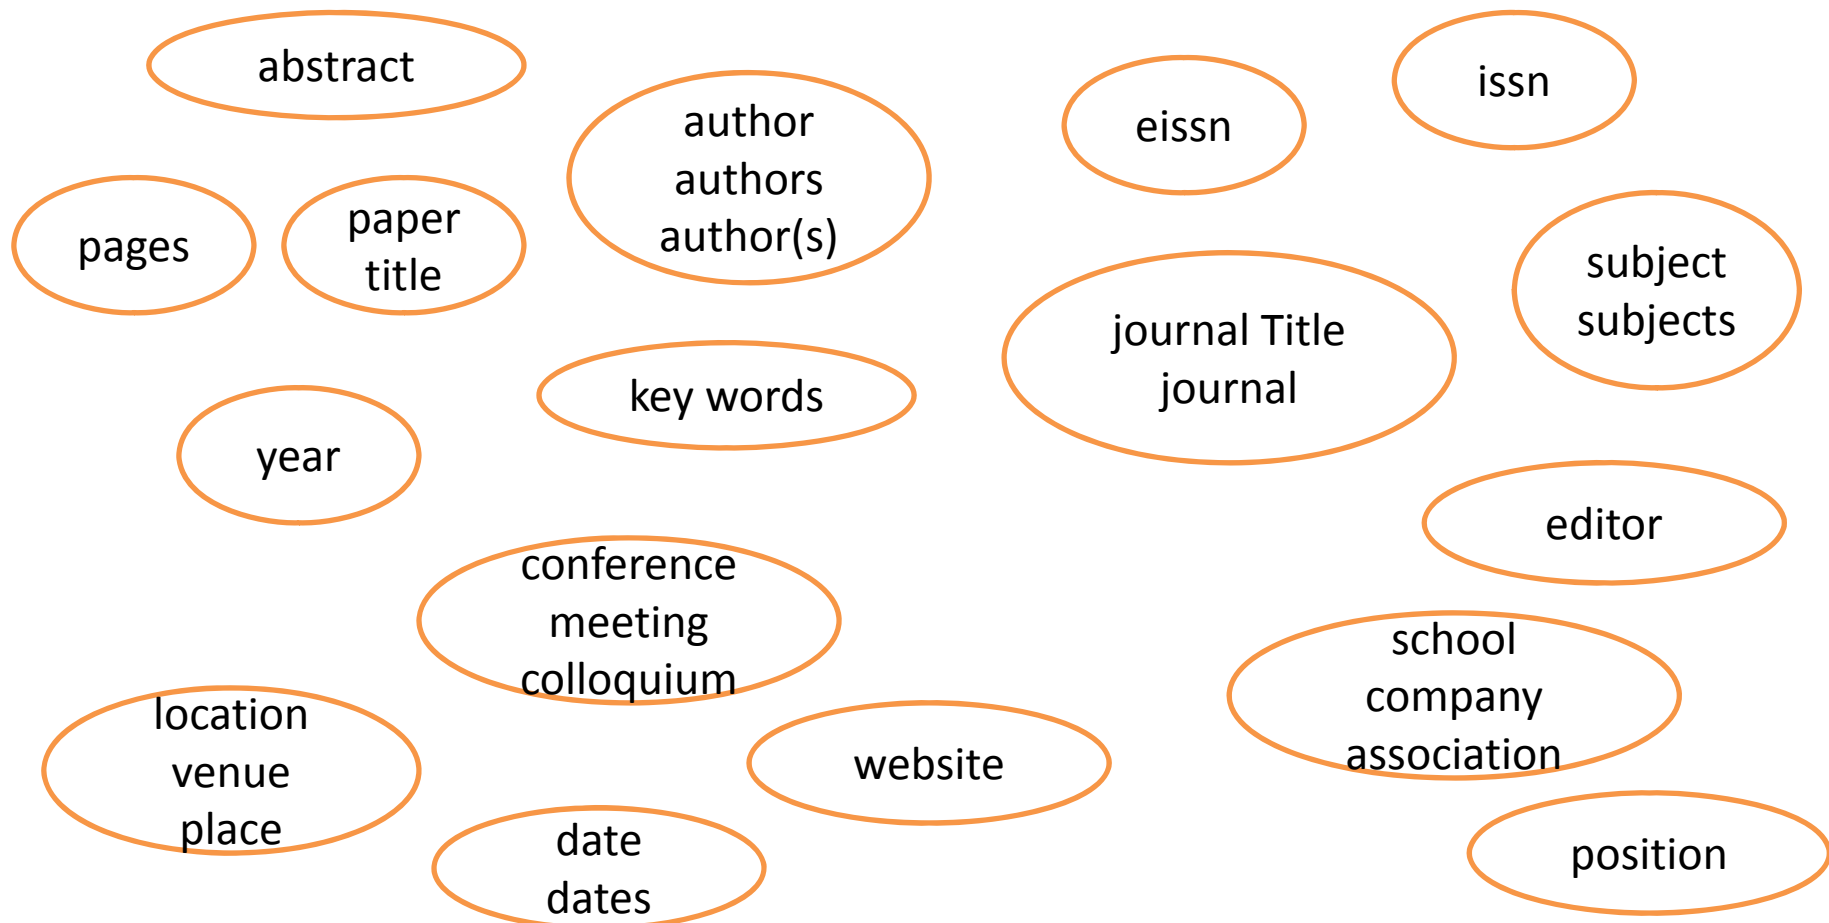 abstract
author
authors
author(s)
eissn
issn
pages
paper
title
subject
subjects
journal Title
journal
key words
year
editor
conference
meeting
colloquium
school
company
association
location
venue
place
website
date
dates
position